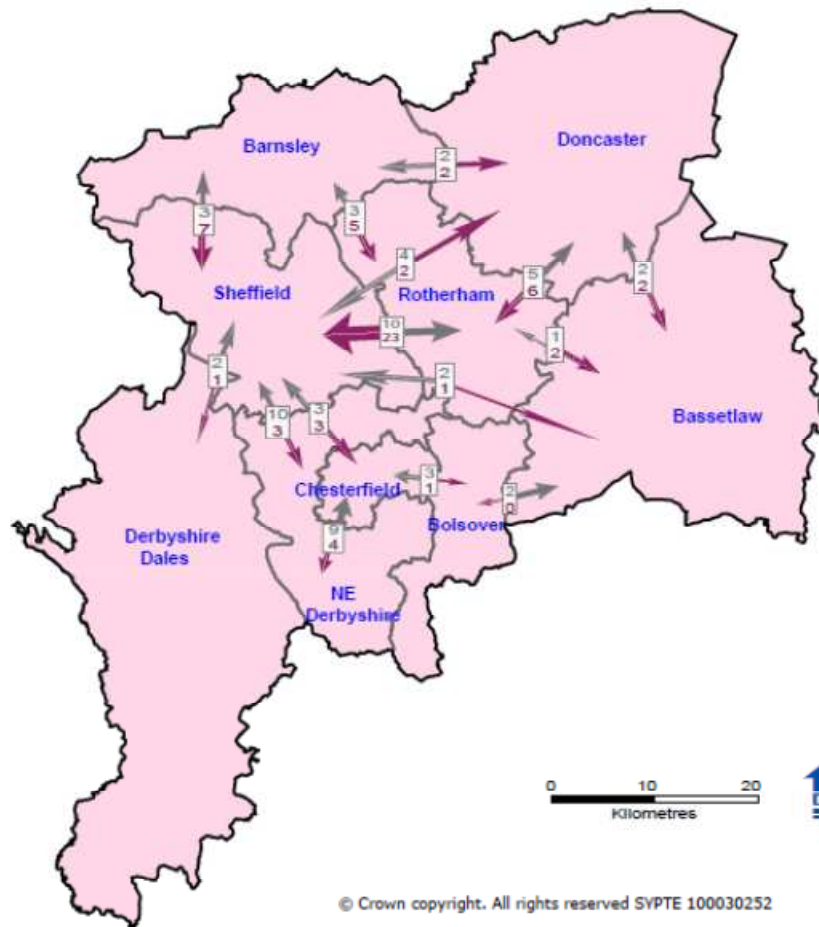 Barnsley
Doncaster
2
2
3
7
3
5
4
2
Sheffield
Rotherham
5
6
2
2
10
23
1
2
2
1
2
1
Bassetlaw
10
3
3
3
Chesterfield
3
1
2
0
Bolsover
Derbyshire
Dales
9
4
NE
Derbyshire
0 10 20
Kilometres
© Crown copyright. All rights reserved SYPTE 100030252